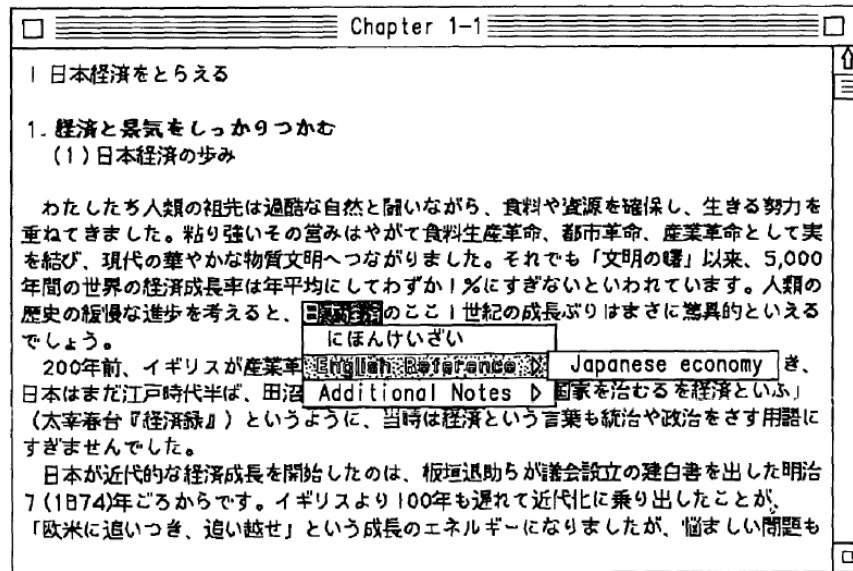 Chapter 1-1
1 日本経済をとらえる
1. 経済と景気をしっかりつかむ
(1)日本経済の歩み
わたしたち人類の祖先は過酷な自然と闘いながら、食料や資源を確保し、生きる努力を
重ねてきました。粘り強いその営みはやがて食料生産革命、都市革命、産業革命として実
を結び、現代の華やかな物質文明へつながりました。それでも「文明の曙」以来、5,000
年間の世界の経済成長率は年平均にしてわずか1%にすぎないといわれています。人類の
歴史の緩慢な進歩を考えると、日本経済のここ1世紀の成長ぶりはまさに驚異的といえる
でしょう。
にほんけいざい
200年前、イギリスが産業革 English Reference ▷ Japanese economy き、
日本はまだ江戸時代半ば、田沼 Additional Notes ▷ 国家を治むるを経済といふ」
(太宰春台『経済録』)というように、当時は経済という言葉も統治や政治をさす用語に
すぎませんでした。
日本が近代的な経済成長を開始したのは、板垣退助らが議会設立の建白書を出した明治
7(1874)年ごろからです。イギリスより100年も遅れて近代化に乗り出したことが、
「欧米に追いつき、追い越せ」という成長のエネルギーになりましたが、悩ましい問題も